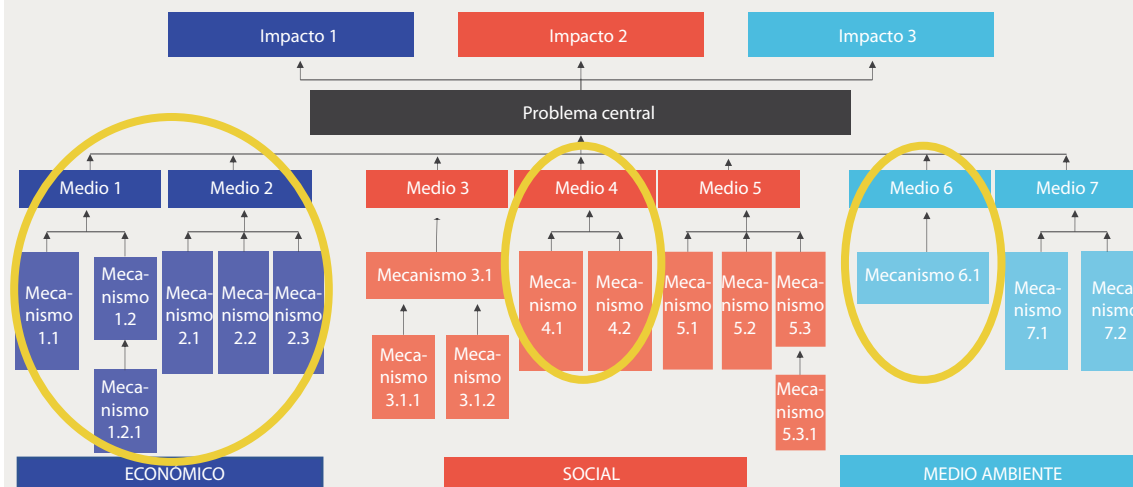 Impacto 1
Impacto 2
Impacto 3
Problema central
Medio 1
Medio 2
Medio 3
Medio 4
Medio 5
Medio 6
Medio 7
Meca-
nismo
1.1
Meca-
nismo
1.2
Meca-
nismo
1.2.1
Meca-
nismo
2.1
Meca-
nismo
2.2
Meca-
nismo
2.3
Mecanismo 3.1
Meca-
nismo
3.1.1
Meca-
nismo
3.1.2
Meca-
nismo
4.1
Meca-
nismo
4.2
Meca-
nismo
5.1
Meca-
nismo
5.2
Meca-
nismo
5.3
Meca-
nismo
5.3.1
Mecanismo 6.1
Meca-
nismo
7.1
Meca-
nismo
7.2
ECONÓMICO
SOCIAL
MEDIO AMBIENTE